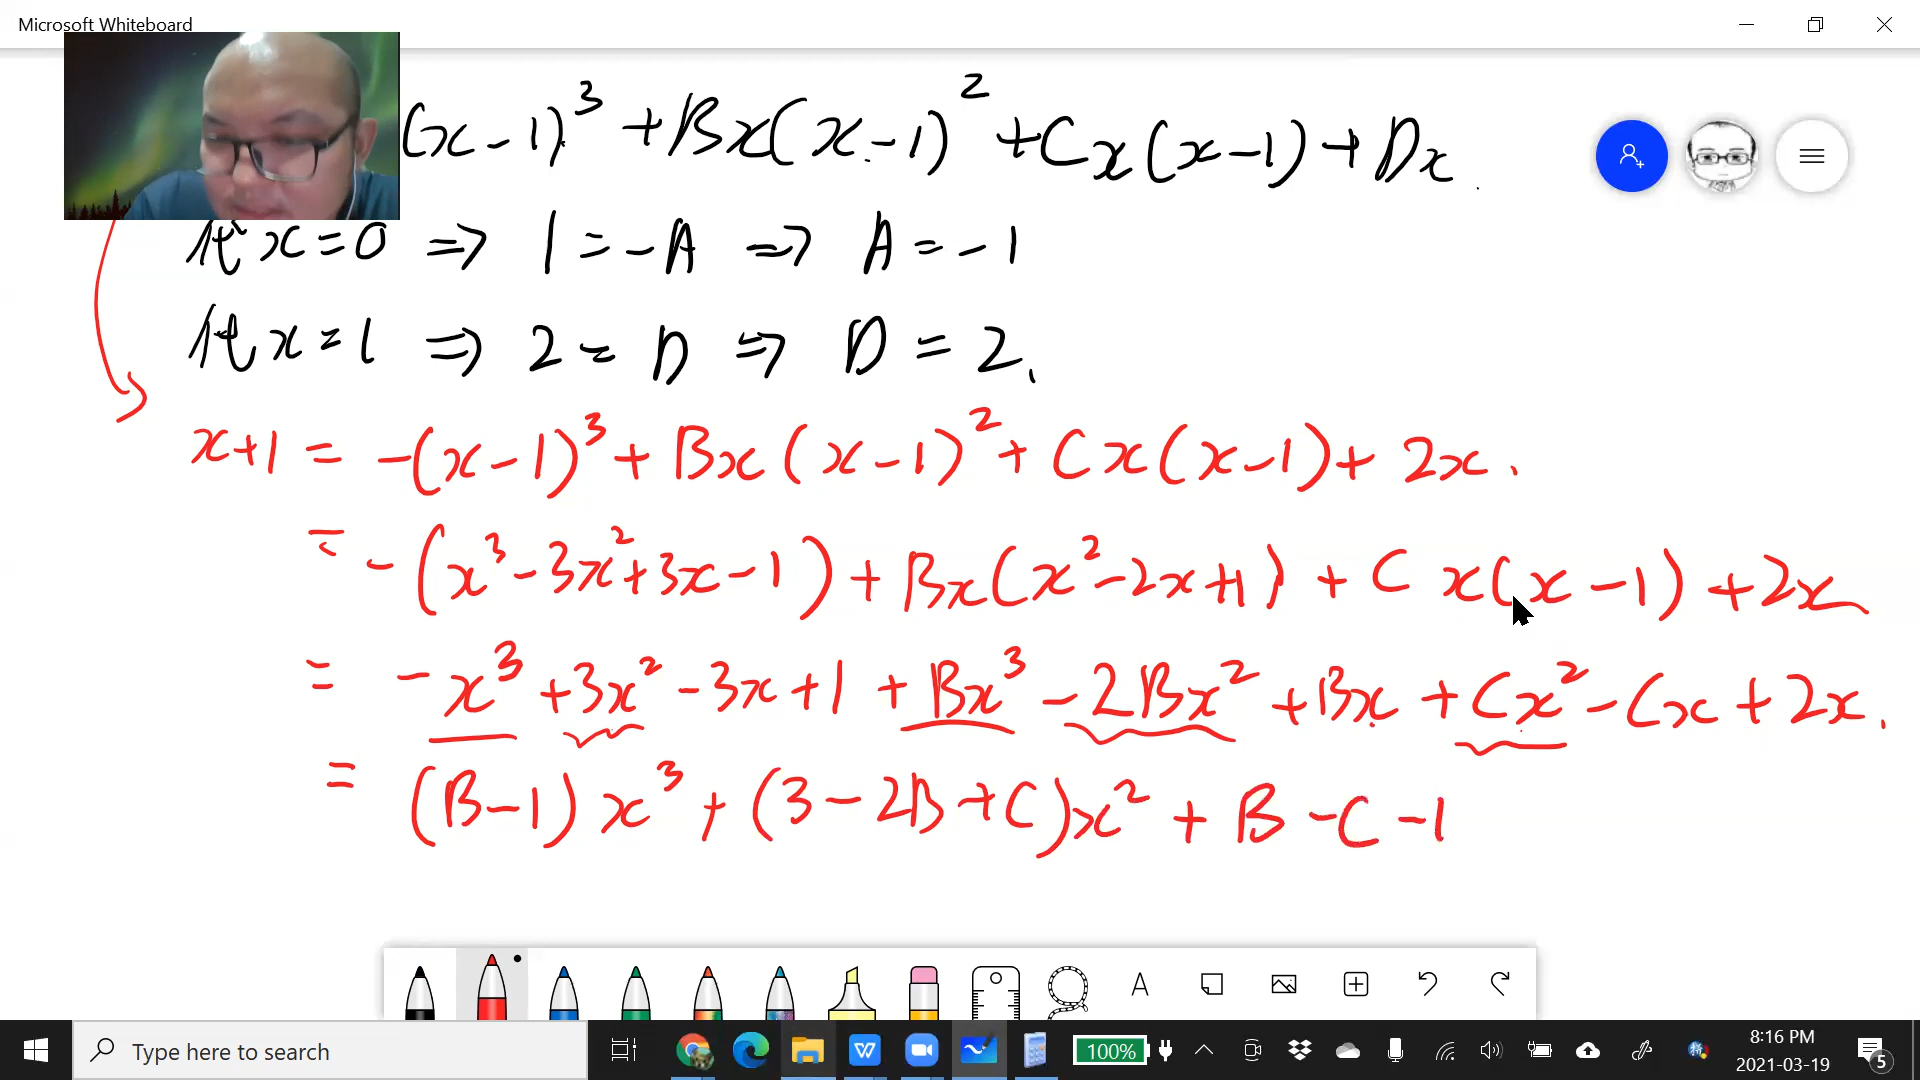 Microsoft Whiteboard
(x-1)³ + Bx(x-1)² + Cx(x-1) + Dx
代 x=0 ⇒ 1 = -A ⇒ A = -1
代 x=1 ⇒ 2 = D ⇒ D = 2.
x+1 = -(x-1)³ + Bx(x-1)² + Cx(x-1) + 2x.
= -(x³-3x²+3x-1) + Bx(x²-2x+1) + C x(x-1) + 2x
= -x³ +3x² -3x+1 + Bx³ -2Bx² + Bx + Cx² - Cx + 2x.
= (B-1)x³ + (3-2B+C)x² + B -C -1
Type here to search
100%
8:16 PM
2021-03-19
5